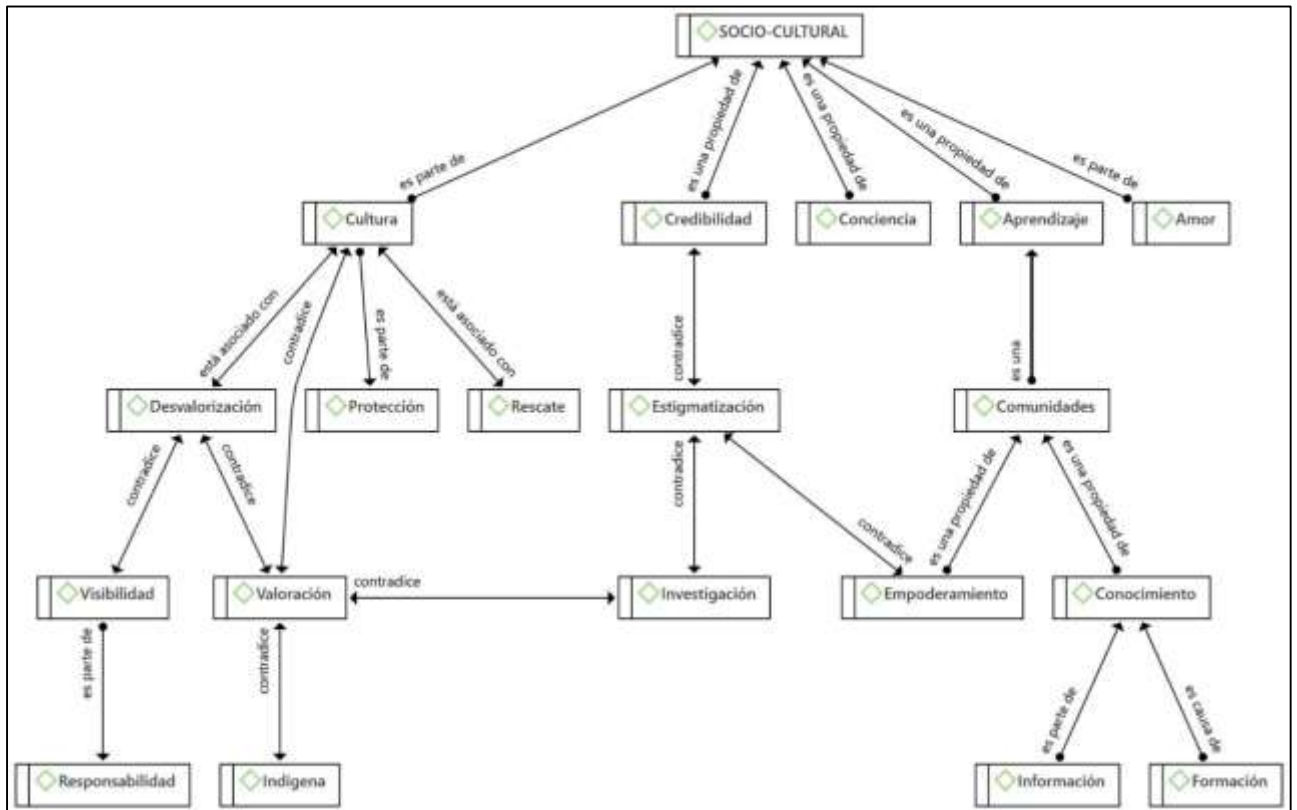 SOCIO-CULTURAL
es parte de
es una propiedad de
es una propiedad de
es una propiedad de
es parte de
Cultura
Credibilidad
Conciencia
Aprendizaje
Amor
está asociado con
contradice
es parte de
está asociado con
contradice
es una
Desvalorización
Protección
Rescate
Estigmatización
Comunidades
contradice
contradice
contradice
contradice
es una propiedad de
es una propiedad de
Visibilidad
Valoración
contradice
Investigación
Empoderamiento
Conocimiento
es parte de
contradice
es parte de
es causa de
Responsabilidad
Indígena
Información
Formación